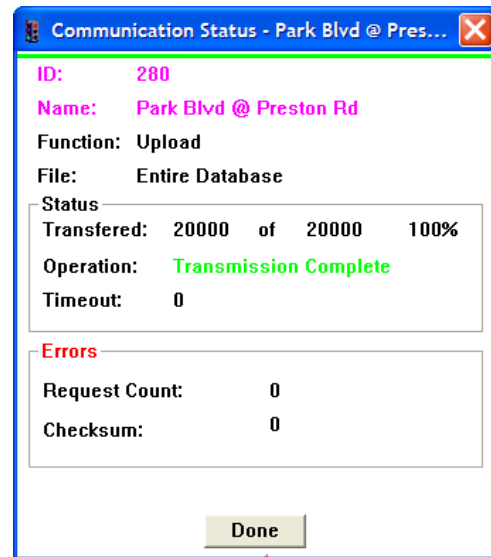 Communication Status - Park Blvd @ Pres...
ID: 280
Name: Park Blvd @ Preston Rd
Function: Upload
File: Entire Database
Status
Transfered: 20000 of 20000 100%
Operation: Transmission Complete
Timeout: 0
Errors
Request Count: 0
Checksum: 0
Done